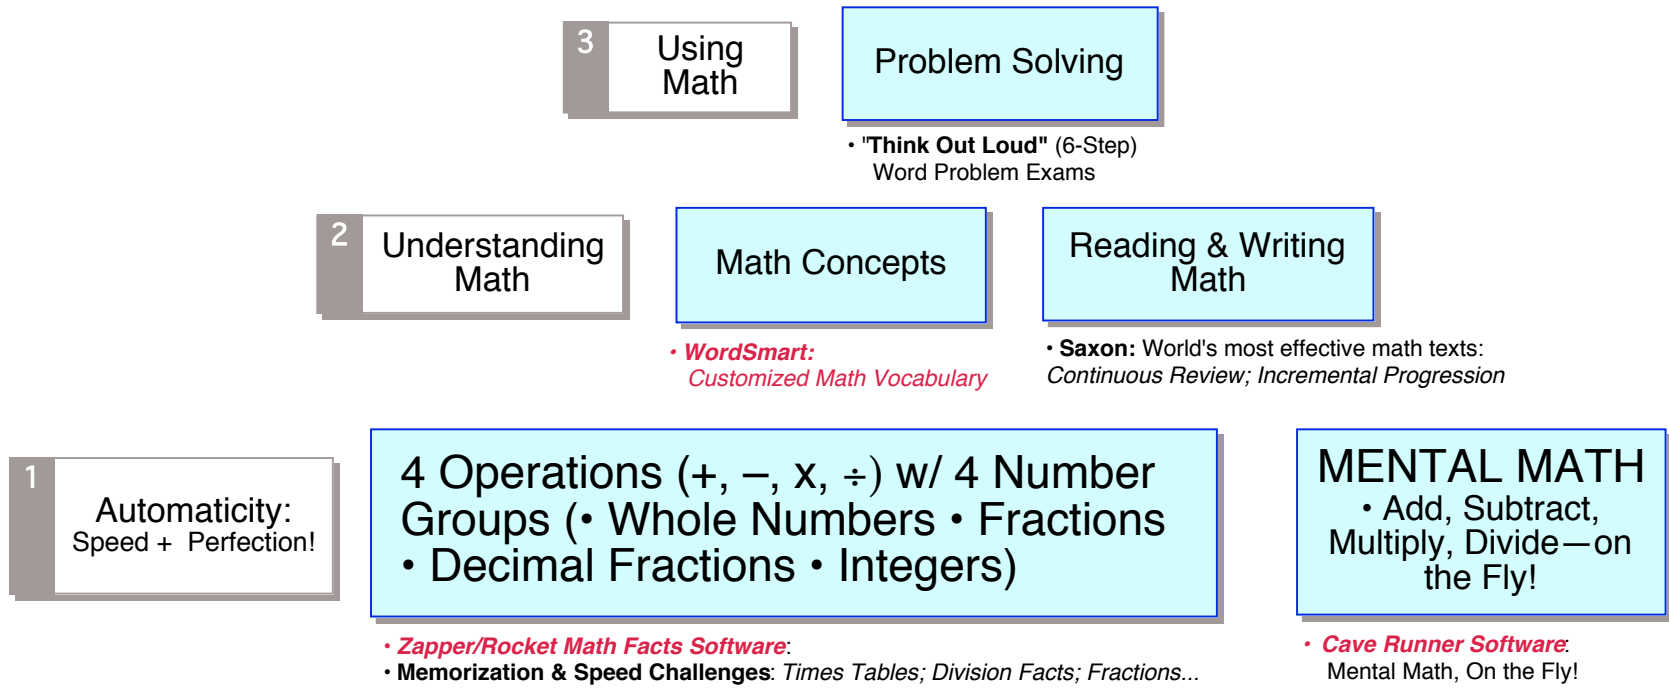 3
Using
Math
Problem Solving
• "Think Out Loud" (6-Step)
Word Problem Exams
2
Understanding
Math
Math Concepts
Reading & Writing
Math
• WordSmart:
Customized Math Vocabulary
• Saxon: World's most effective math texts:
Continuous Review; Incremental Progression
1
Automaticity:
Speed + Perfection!
4 Operations (+, –, x, ÷) w/ 4 Number
Groups (• Whole Numbers • Fractions
• Decimal Fractions • Integers)
MENTAL MATH
• Add, Subtract,
Multiply, Divide—on
the Fly!
• Zapper/Rocket Math Facts Software:
• Memorization & Speed Challenges: Times Tables; Division Facts; Fractions...
• Cave Runner Software:
Mental Math, On the Fly!